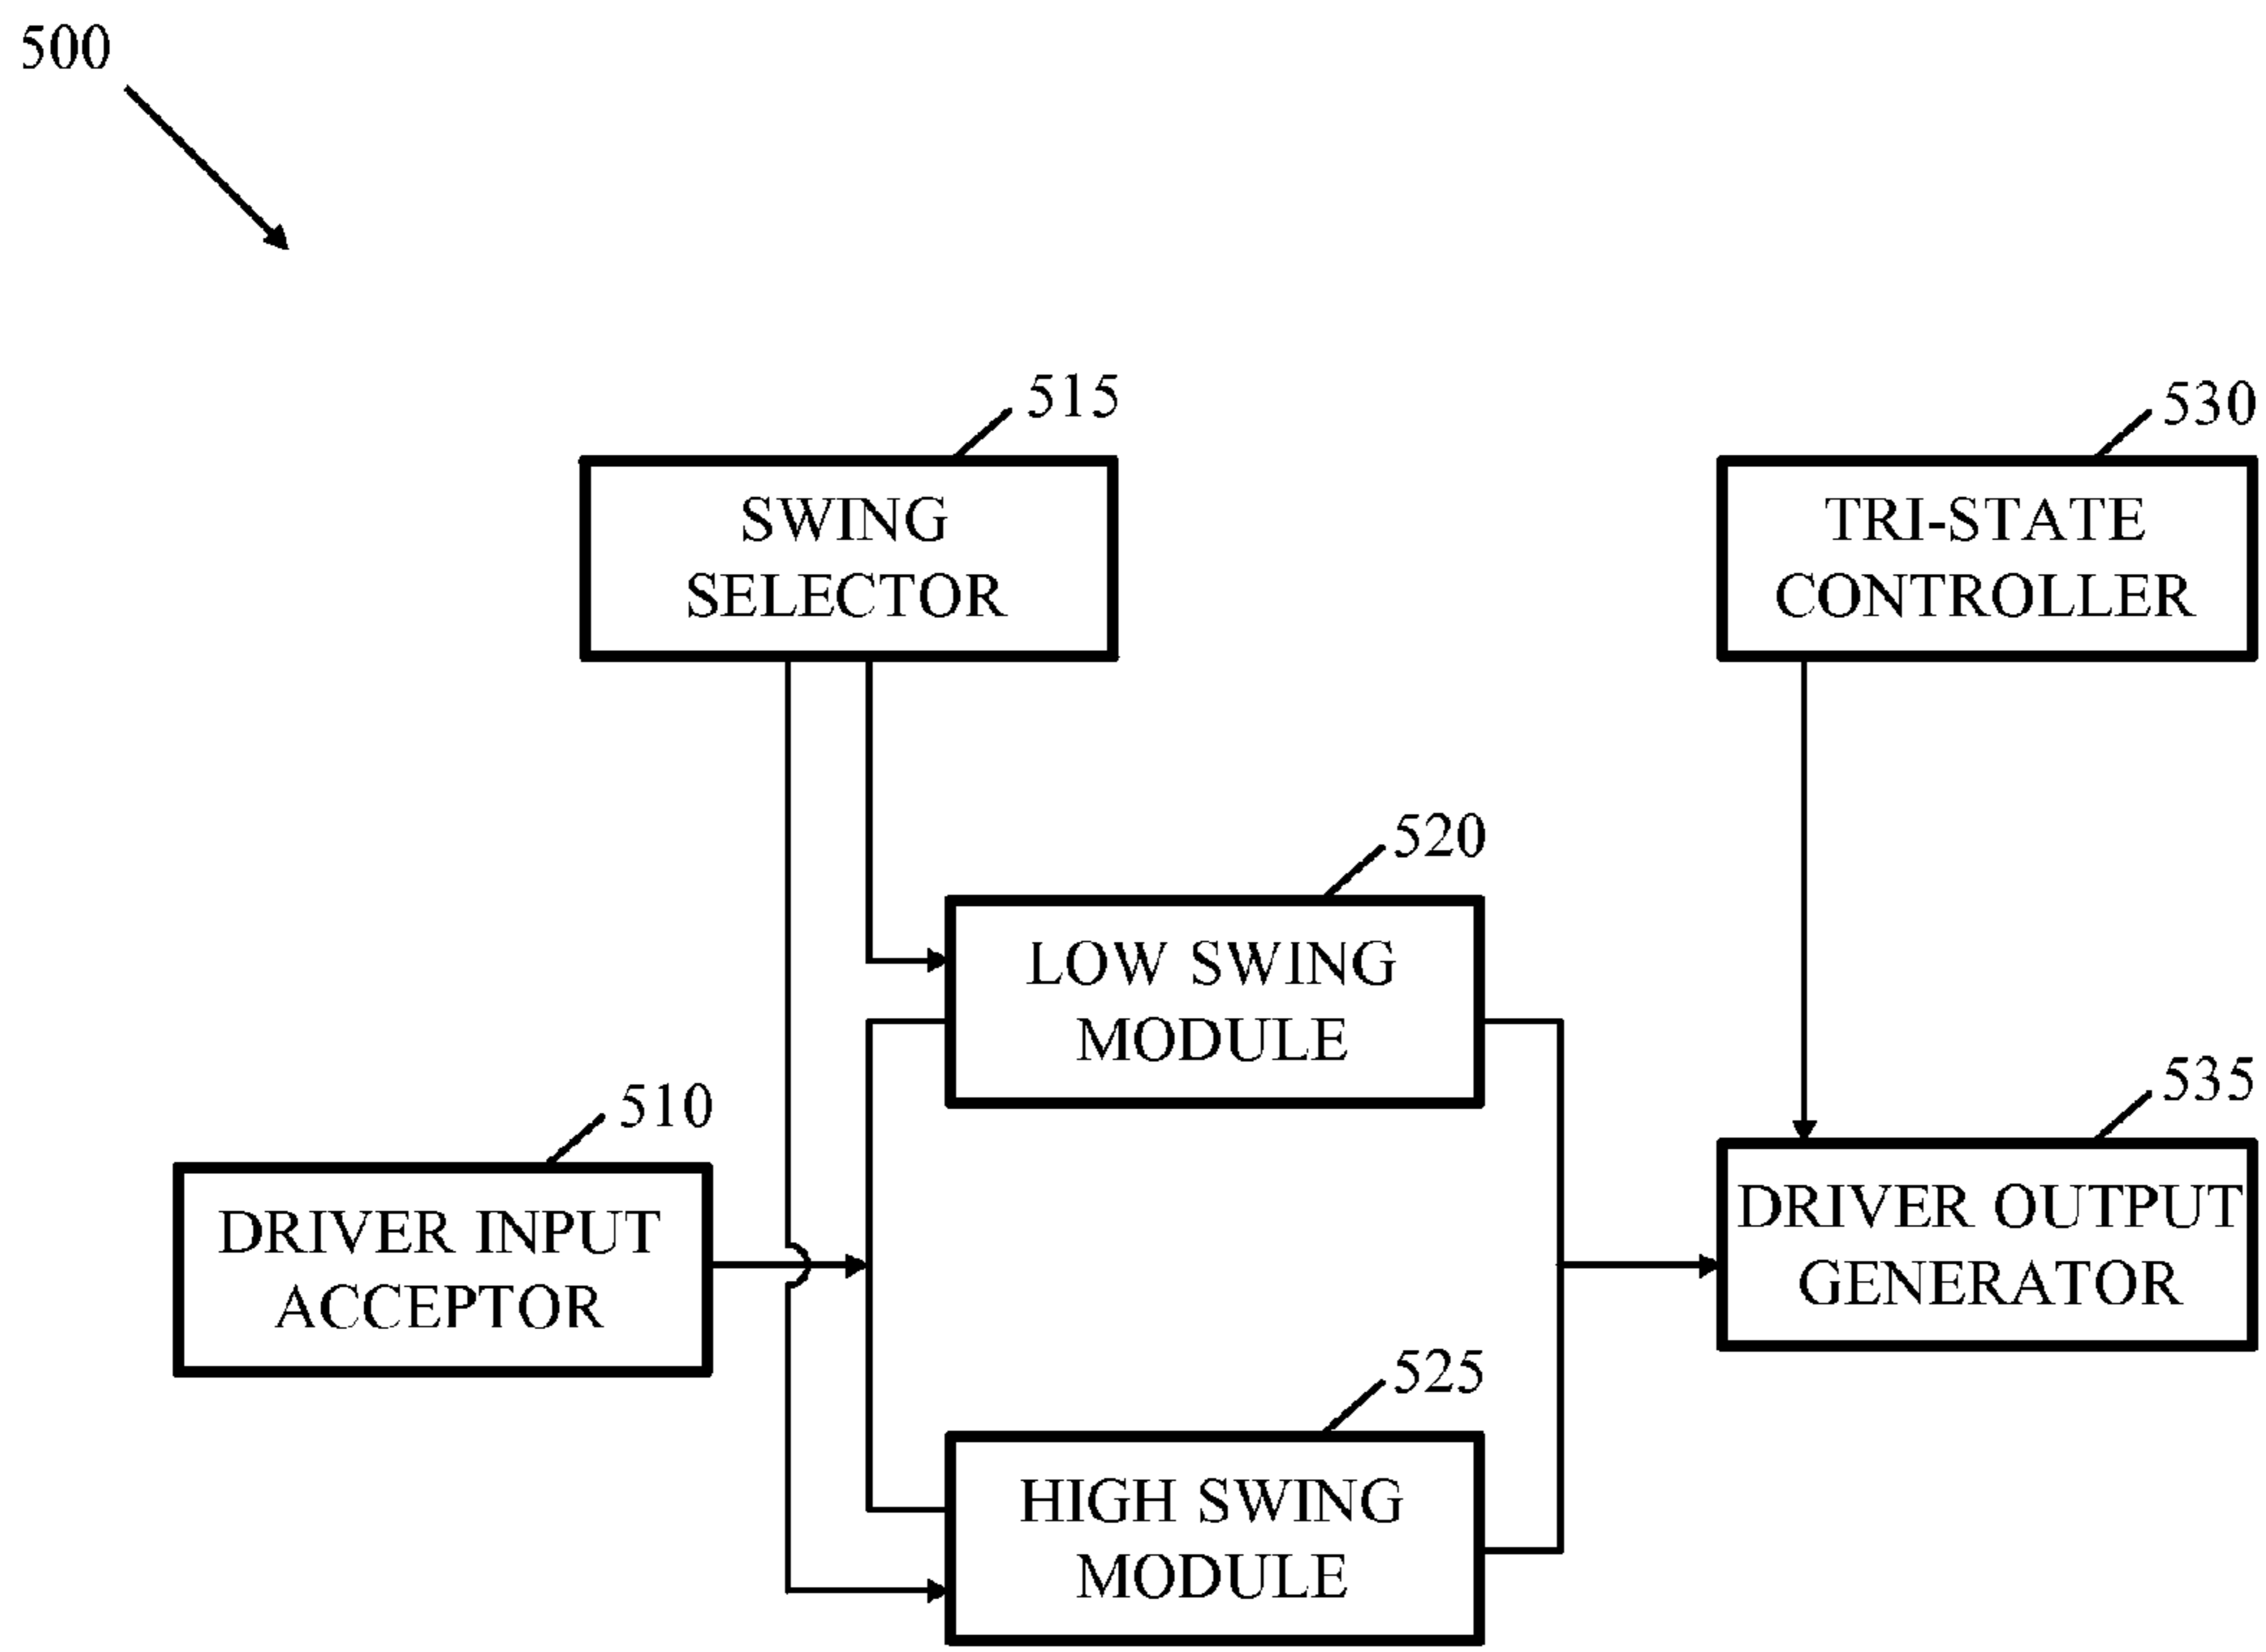 500
515
SWING
SELECTOR
530
TRI-STATE
CONTROLLER
520
LOW SWING
MODULE
510
DRIVER INPUT
ACCEPTOR
535
DRIVER OUTPUT
GENERATOR
525
HIGH SWING
MODULE